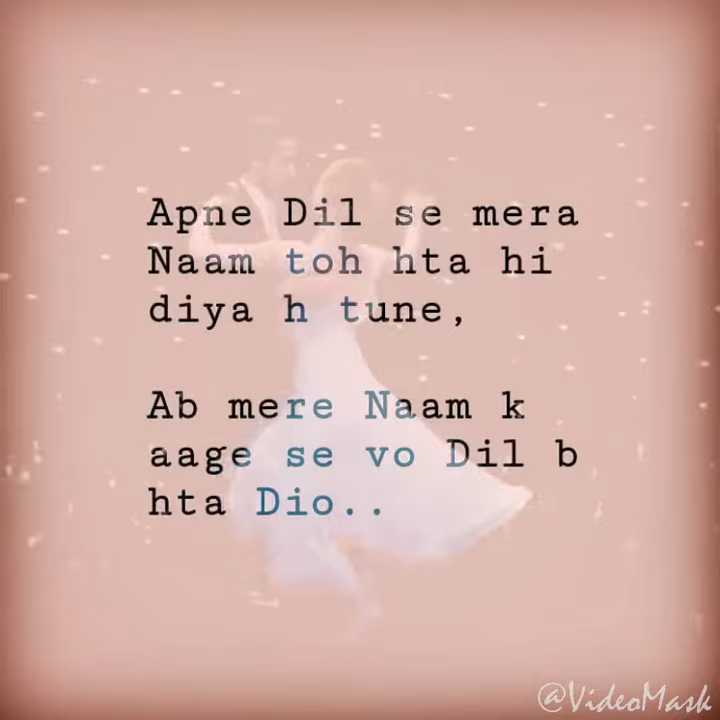 Apne Dil se mera
Naam toh hta hi
diya h tune,
Ab mere Naam k
aage se vo Dil b
hta Dio..
@VideoMask